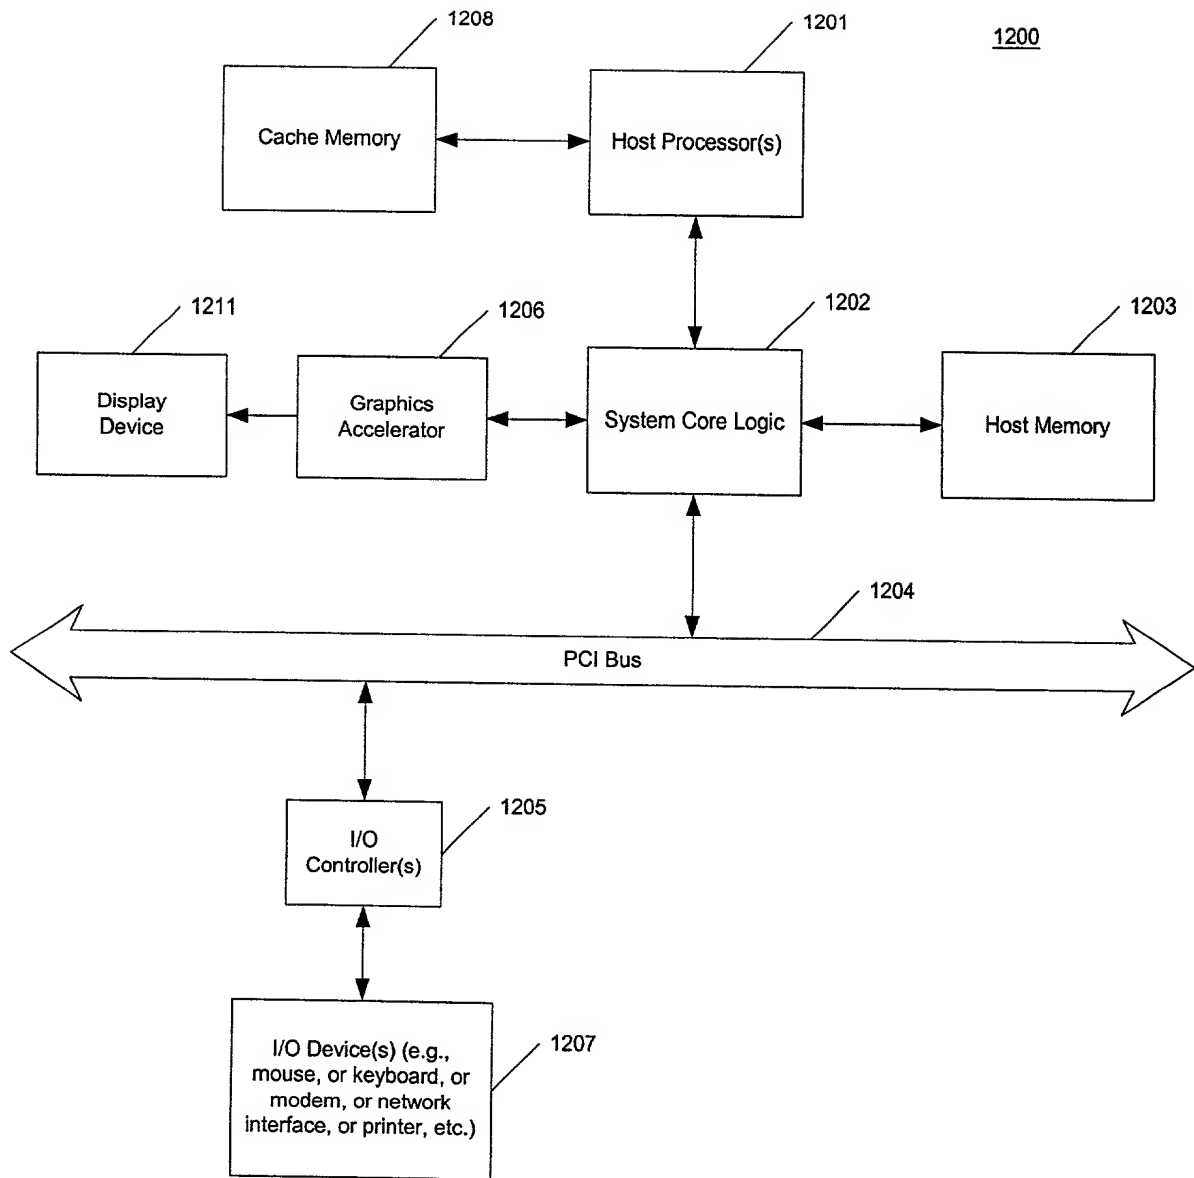 1208
1201
1200
Cache Memory
Host Processor(s)
1211
1206
1202
1203
Display
Device
Graphics
Accelerator
System Core Logic
Host Memory
1204
PCI Bus
1205
I/O
Controller(s)
1207
I/O Device(s) (e.g.,
mouse, or keyboard, or
modem, or network
interface, or printer, etc.)